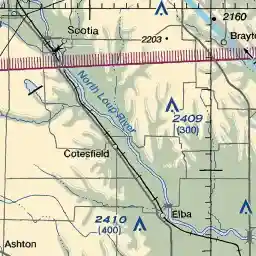 2160
Scotia
2203
Brayto
North Loup River
2409
(300)
Cotesfield
Elba
2410
(400)
Ashton